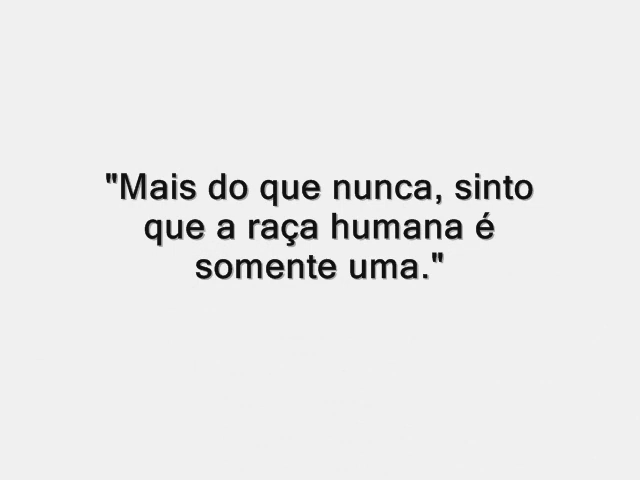 "Mais do que nunca, sinto
que a raça humana é
somente uma."